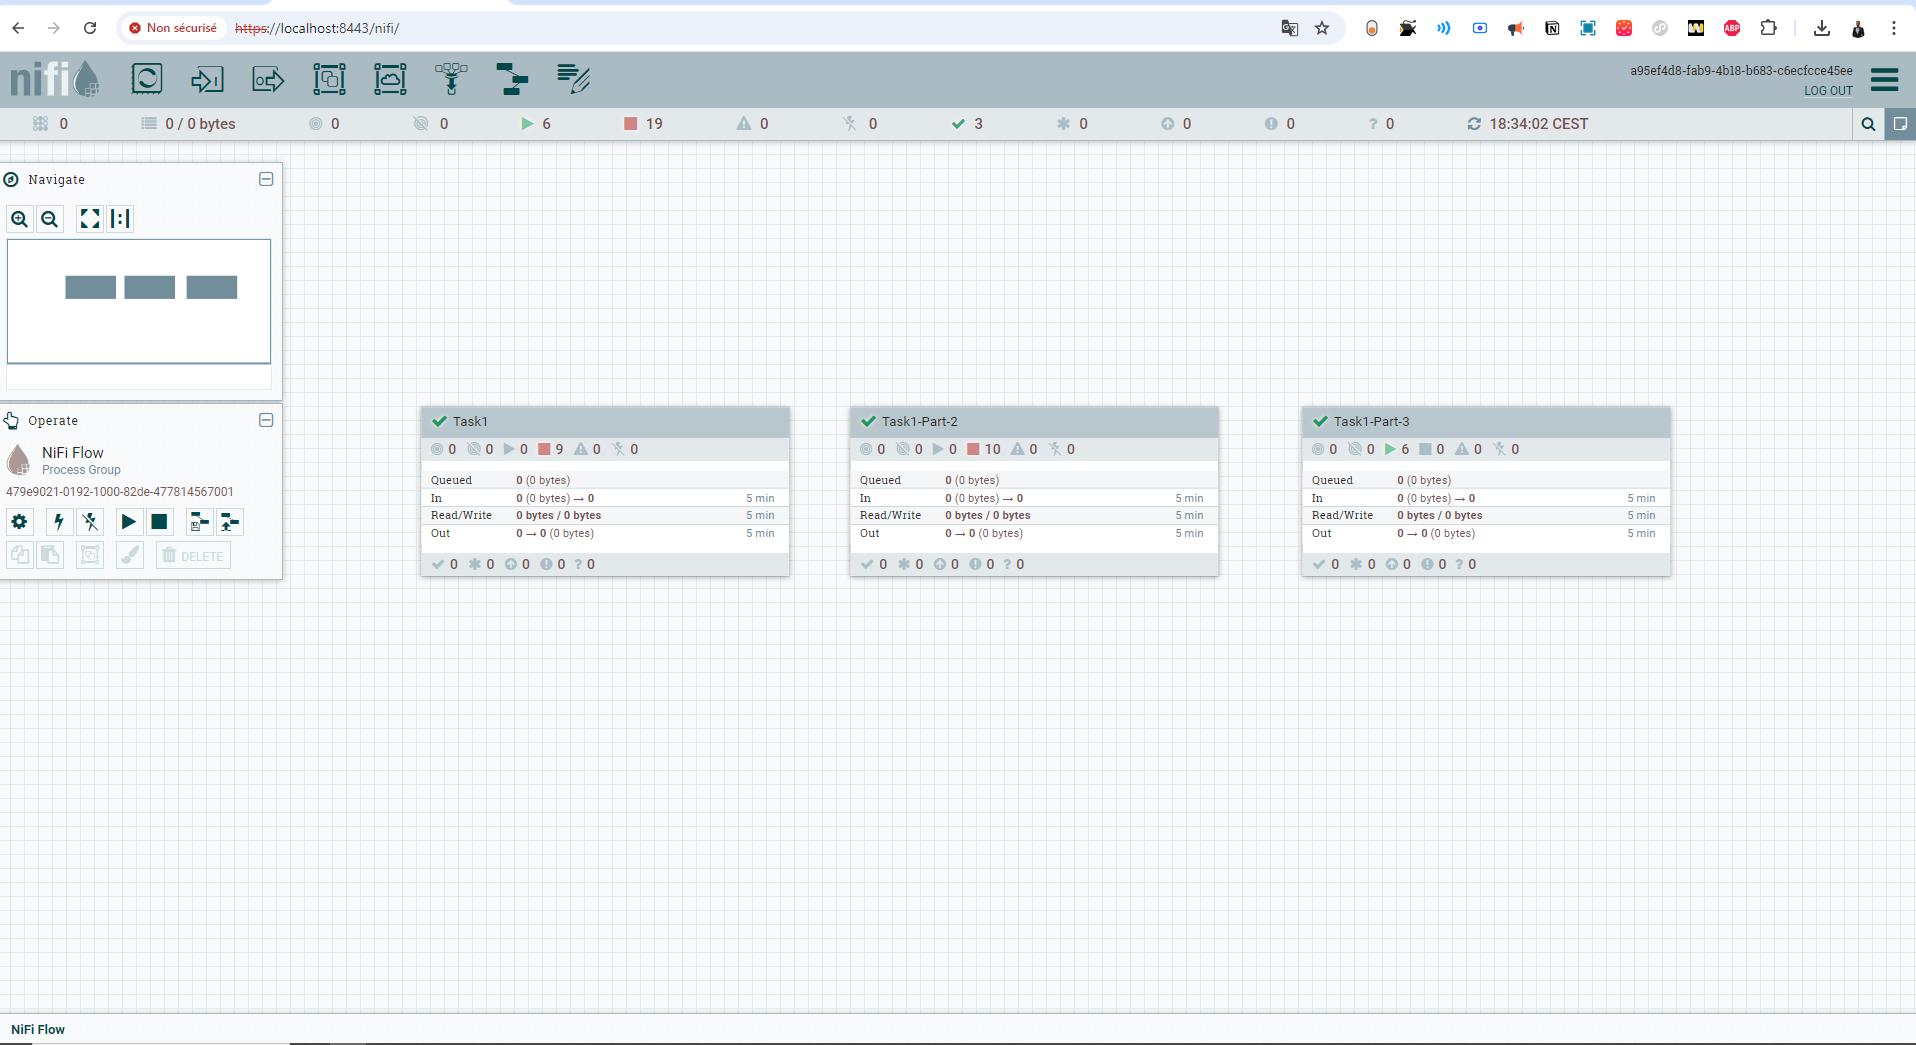 Non sécurisé https://localhost:8443/nifi/
ABP
nifi
a95ef4d8-fab9-4b18-b683-c6ecfcce45ee
LOG OUT
0 0 / 0 bytes 0 0 6 19 0 0 3 0 0 0 ? 0 18:34:02 CEST
Navigate
Operate
NiFi Flow
Process Group
479e9021-0192-1000-82de-477814567001
DELETE
Task1
0 0 0 9 0 0
Queued 0 (0 bytes)
In 0 (0 bytes) → 0 5 min
Read/Write 0 bytes / 0 bytes 5 min
Out 0 → 0 (0 bytes) 5 min
0 0 0 0 ? 0
Task1-Part-2
0 0 0 10 0 0
Queued 0 (0 bytes)
In 0 (0 bytes) → 0 5 min
Read/Write 0 bytes / 0 bytes 5 min
Out 0 → 0 (0 bytes) 5 min
0 0 0 0 ? 0
Task1-Part-3
0 0 6 0 0 0
Queued 0 (0 bytes)
In 0 (0 bytes) → 0 5 min
Read/Write 0 bytes / 0 bytes 5 min
Out 0 → 0 (0 bytes) 5 min
0 0 0 0 ? 0
NiFi Flow